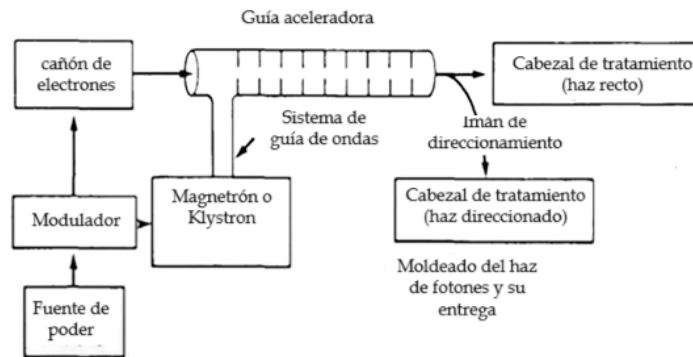 Guía aceleradora
cañón de
electrones
Cabezal de tratamiento
(haz recto)
Sistema de
guía de ondas
Imán de
direccionamiento
Magnetrón o
Klystron
Cabezal de tratamiento
(haz direccionado)
Modulador
Moldeado del haz
de fotones y su
entrega
Fuente de
poder